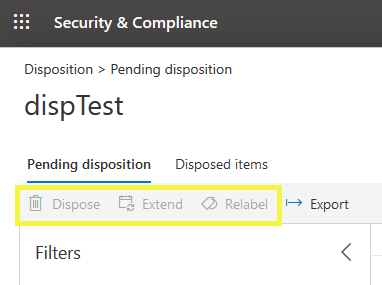 Security & Compliance
Disposition > Pending disposition
dispTest
Pending disposition Disposed items
Dispose Extend Relabel Export
Filters